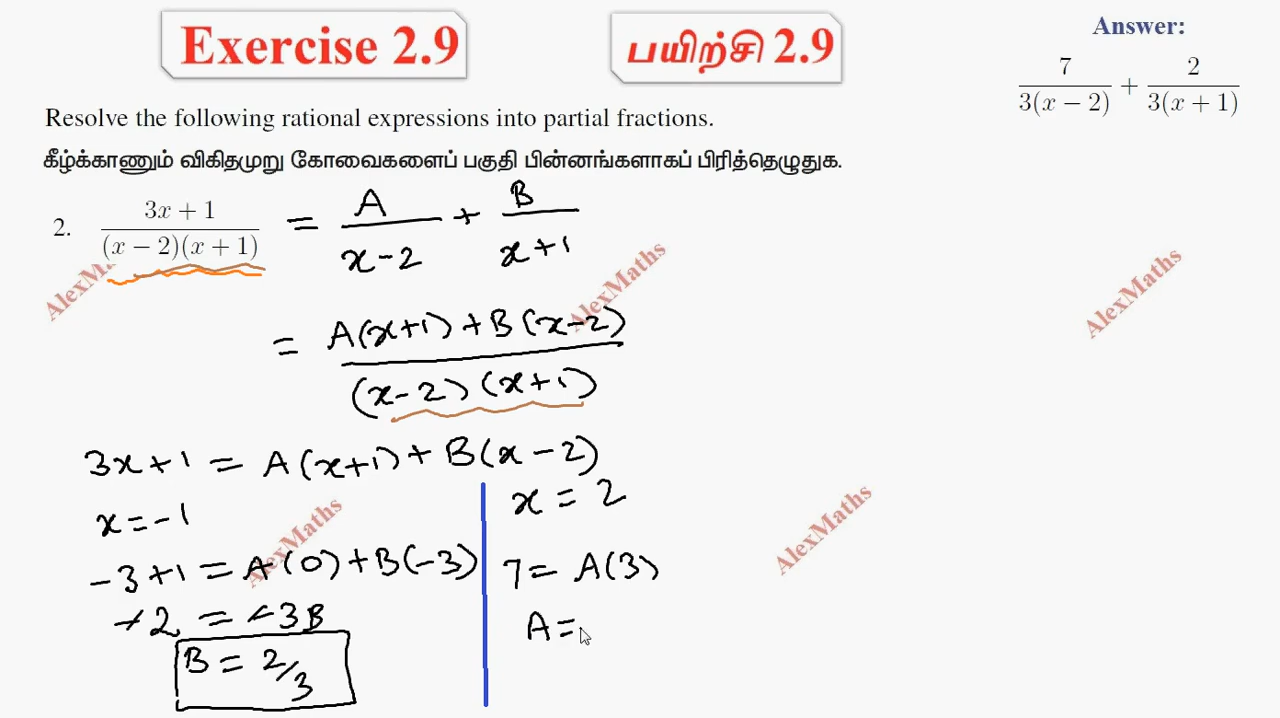 Exercise 2.9
பயிற்சி 2.9
Answer:
7/(3(x − 2)) + 2/(3(x + 1))
Resolve the following rational expressions into partial fractions.
கீழ்க்காணும் விகிதமுறு கோவைகளைப் பகுதி பின்னங்களாகப் பிரித்தெழுதுக.
2. (3x + 1)/((x − 2)(x + 1)) = A/(x-2) + B/(x+1)
= (A(x+1) + B(x-2))/((x-2)(x+1))
3x+1 = A(x+1) + B(x-2)
x = -1
-3+1 = A(0) + B(-3)
-2 = -3B
B = 2/3
x = 2
7 = A(3)
A =
AlexMaths
AlexMaths
AlexMaths
AlexMaths
AlexMaths